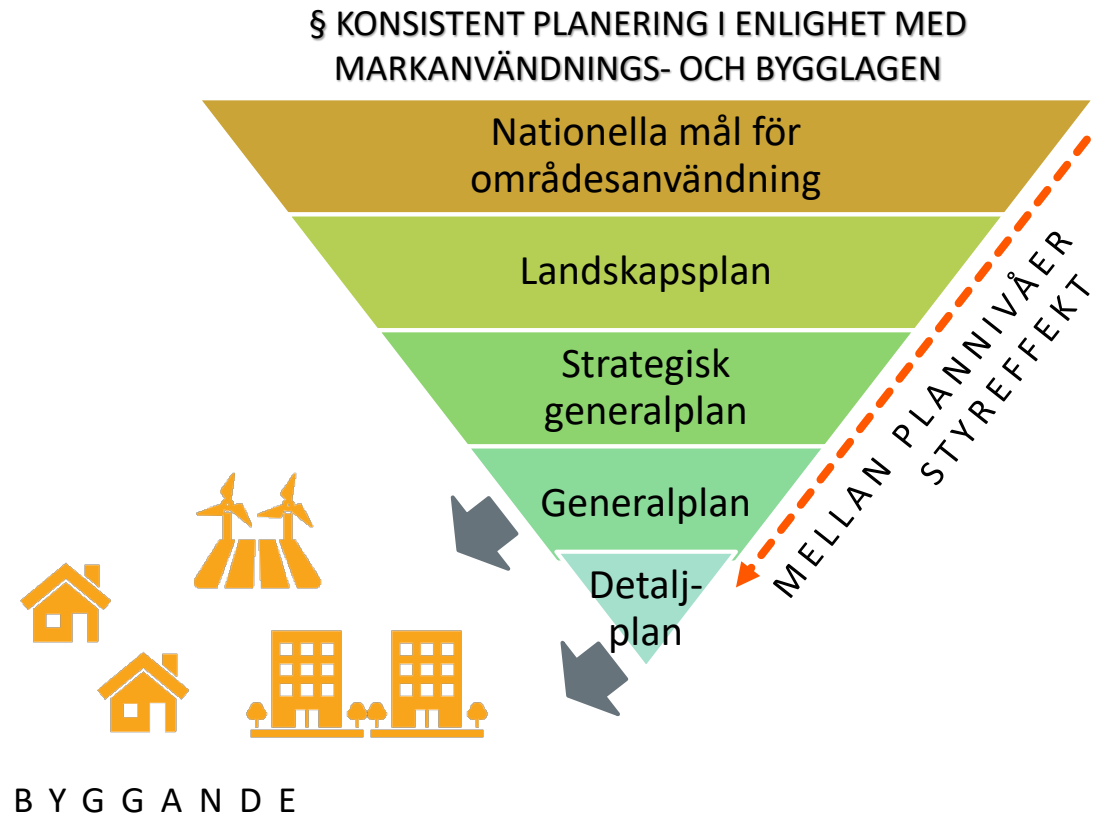 § KONSISTENT PLANERING I ENLIGHET MED
MARKANVÄNDNINGS- OCH BYGGLAGEN
Nationella mål för
områdesanvändning
Landskapsplan
Strategisk
generalplan
Generalplan
Detalj-
plan
MELLAN PLANNIVÅER
STYREFFEKT
BYGGANDE